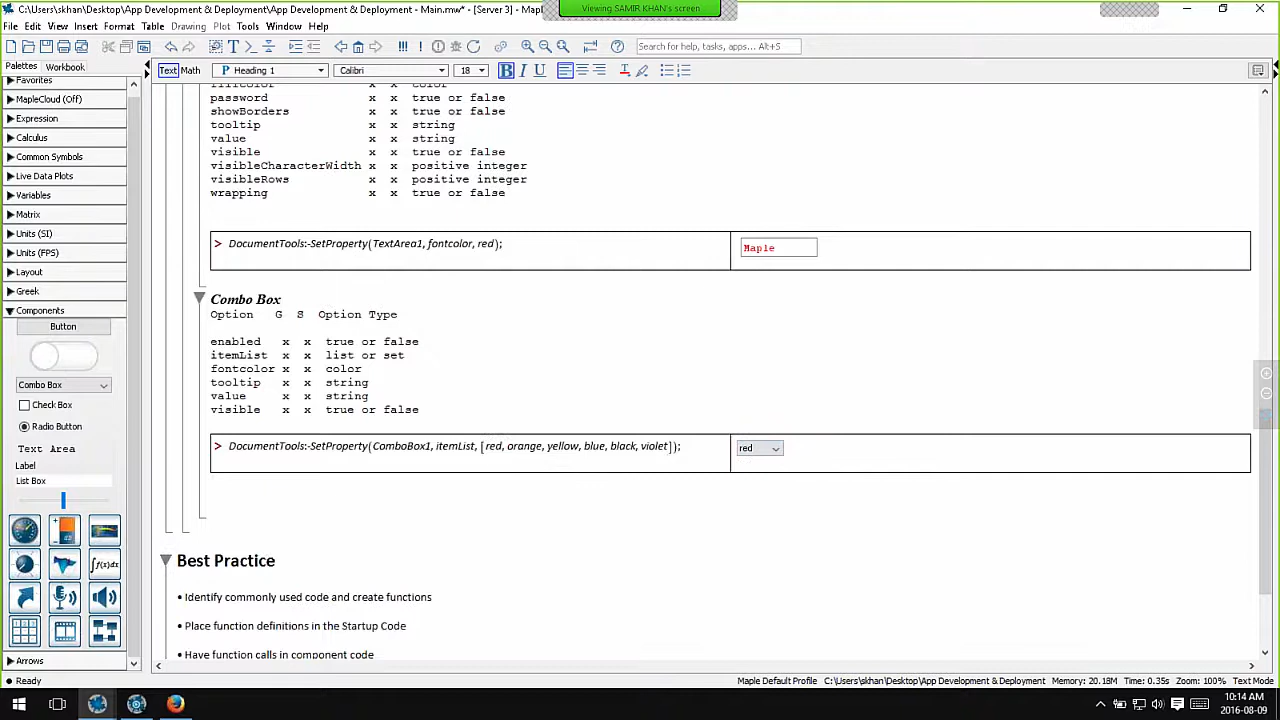 C:\Users\skhan\Desktop\App Development & Deployment\App Development & Deployment - Main.mw* - [Server 3] - Map
Viewing SAMIR KHAN's screen
File Edit View Insert Format Table Drawing Plot Tools Window Help
Search for help, tasks, apps... Alt+S
Palettes Workbook
Text Math P Heading 1 Calibri 18 B I U
Favorites
MapleCloud (Off)
Expression
Calculus
Common Symbols
Live Data Plots
Variables
Matrix
Units (SI)
Units (FPS)
Layout
Greek
Components
Button
Combo Box
Check Box
Radio Button
Text Area
Label
List Box
∫f(x)dx
Arrows
fillcolor x x color
password x x true or false
showBorders x x true or false
tooltip x x string
value x x string
visible x x true or false
visibleCharacterWidth x x positive integer
visibleRows x x positive integer
wrapping x x true or false
> DocumentTools:-SetProperty(TextArea1, fontcolor, red);
Maple
Combo Box
Option G S Option Type
enabled x x true or false
itemList x x list or set
fontcolor x x color
tooltip x x string
value x x string
visible x x true or false
> DocumentTools:-SetProperty(ComboBox1, itemList, [red, orange, yellow, blue, black, violet]);
red
Best Practice
• Identify commonly used code and create functions
• Place function definitions in the Startup Code
• Have function calls in component code
Ready
Maple Default Profile C:\Users\skhan\Desktop\App Development & Deployment Memory: 20.18M Time: 0.35s Zoom: 100% Text Mode
10:14 AM
2016-08-09